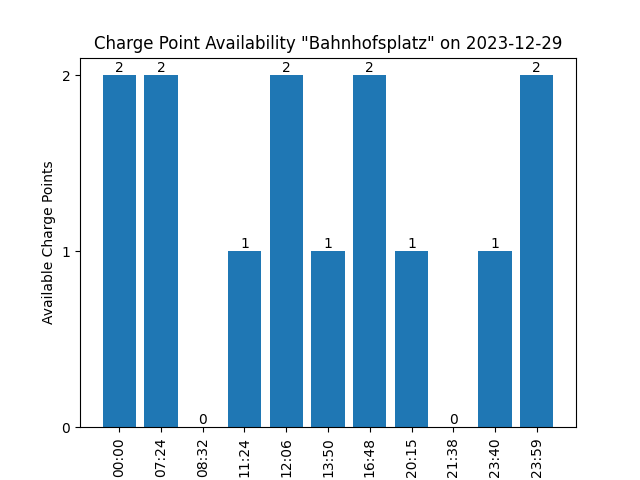 Charge Point Availability "Bahnhofsplatz" on 2023-12-29
2 2 0 1 2 1 2 1 0 1 2
2
1
0
Available Charge Points
00:00 07:24 08:32 11:24 12:06 13:50 16:48 20:15 21:38 23:40 23:59